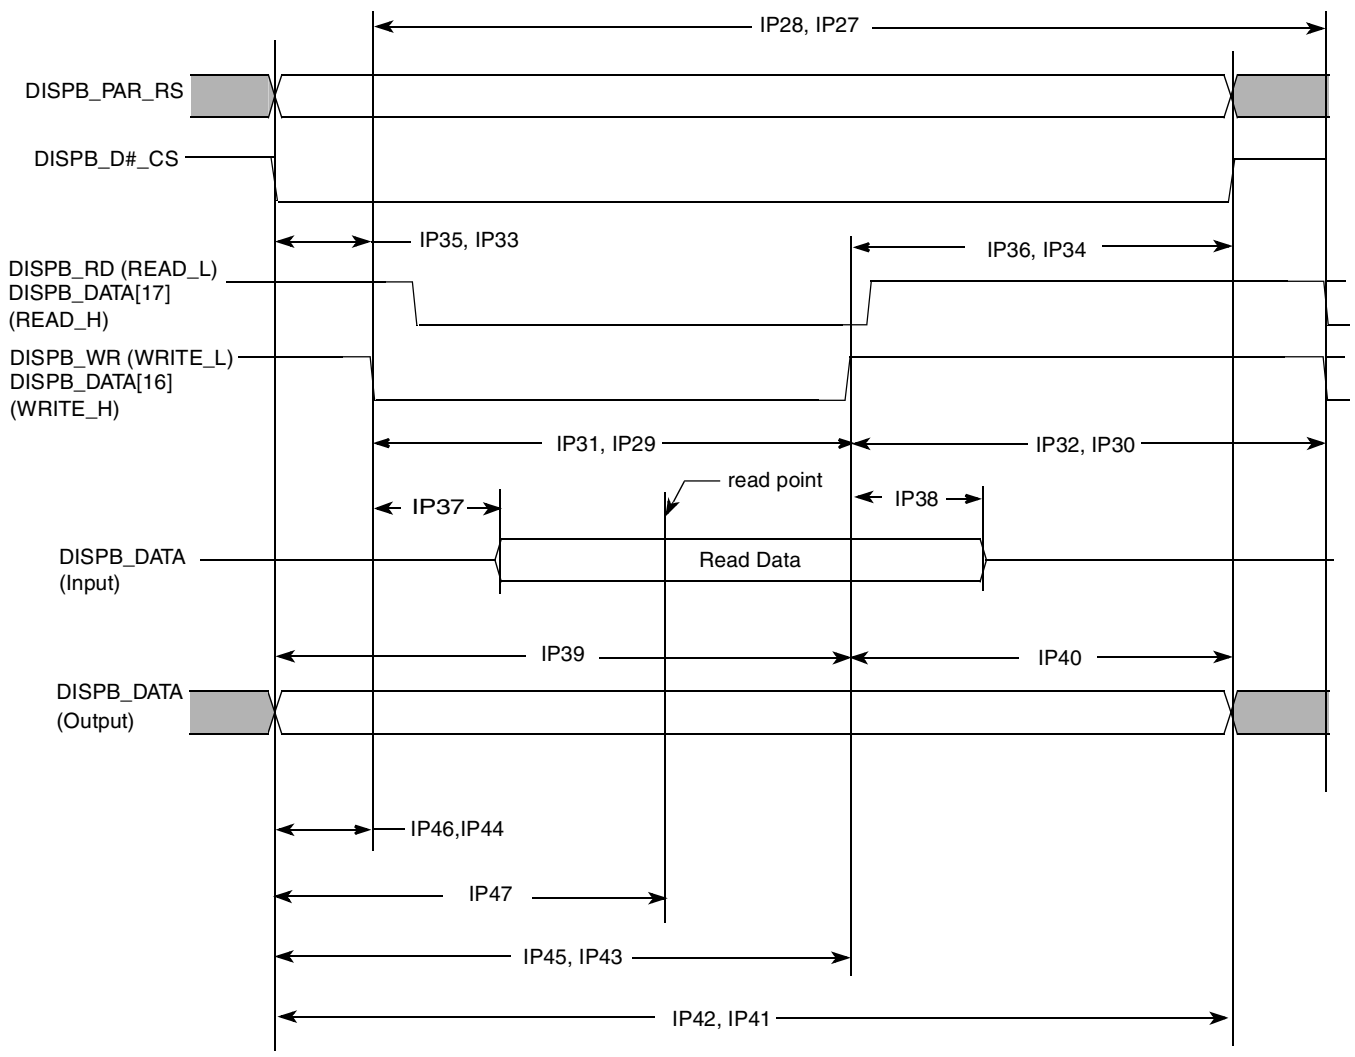 IP28, IP27
DISPB_PAR_RS
DISPB_D#_CS
IP35, IP33
IP36, IP34
DISPB_RD (READ_L)
DISPB_DATA[17]
(READ_H)
DISPB_WR (WRITE_L)
DISPB_DATA[16]
(WRITE_H)
IP31, IP29
IP32, IP30
read point
IP37
IP38
DISPB_DATA
(Input)
Read Data
IP39
IP40
DISPB_DATA
(Output)
IP46,IP44
IP47
IP45, IP43
IP42, IP41